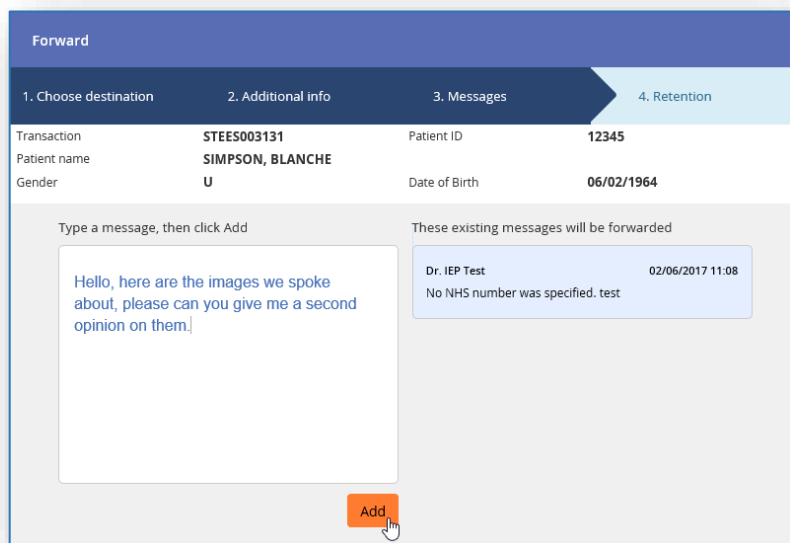 Forward
1. Choose destination 2. Additional info 3. Messages 4. Retention
Transaction STEES003131 Patient ID 12345
Patient name SIMPSON, BLANCHE
Gender U Date of Birth 06/02/1964
Type a message, then click Add
Hello, here are the images we spoke
about, please can you give me a second
opinion on them.
Add
These existing messages will be forwarded
Dr. IEP Test 02/06/2017 11:08
No NHS number was specified. test